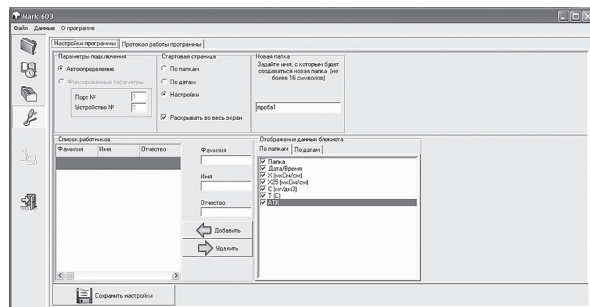 Mark-603
Файл Данные О программе
Настройки программы Протокол работы программы
Параметры подключения
Автоопределение
Фиксированные параметры
Порт № 1
Устройство № 1
Стартовая страница
По папкам
По датам
Настройки
Раскрывать во весь экран
Новая папка
Задайте имя, с которым будет
создаваться новая папка (не
более 16 символов)
проба1
Список работников
Фамилия Имя Отчество
Фамилия
Имя
Отчество
Добавить
Удалить
Отображение данных блокнота
По папкам По датам
Папка
Дата/Время
X (мкСм/см)
X25 (мкСм/см)
C (мг/дм3)
T (C)
АТК
Сохранить настройки